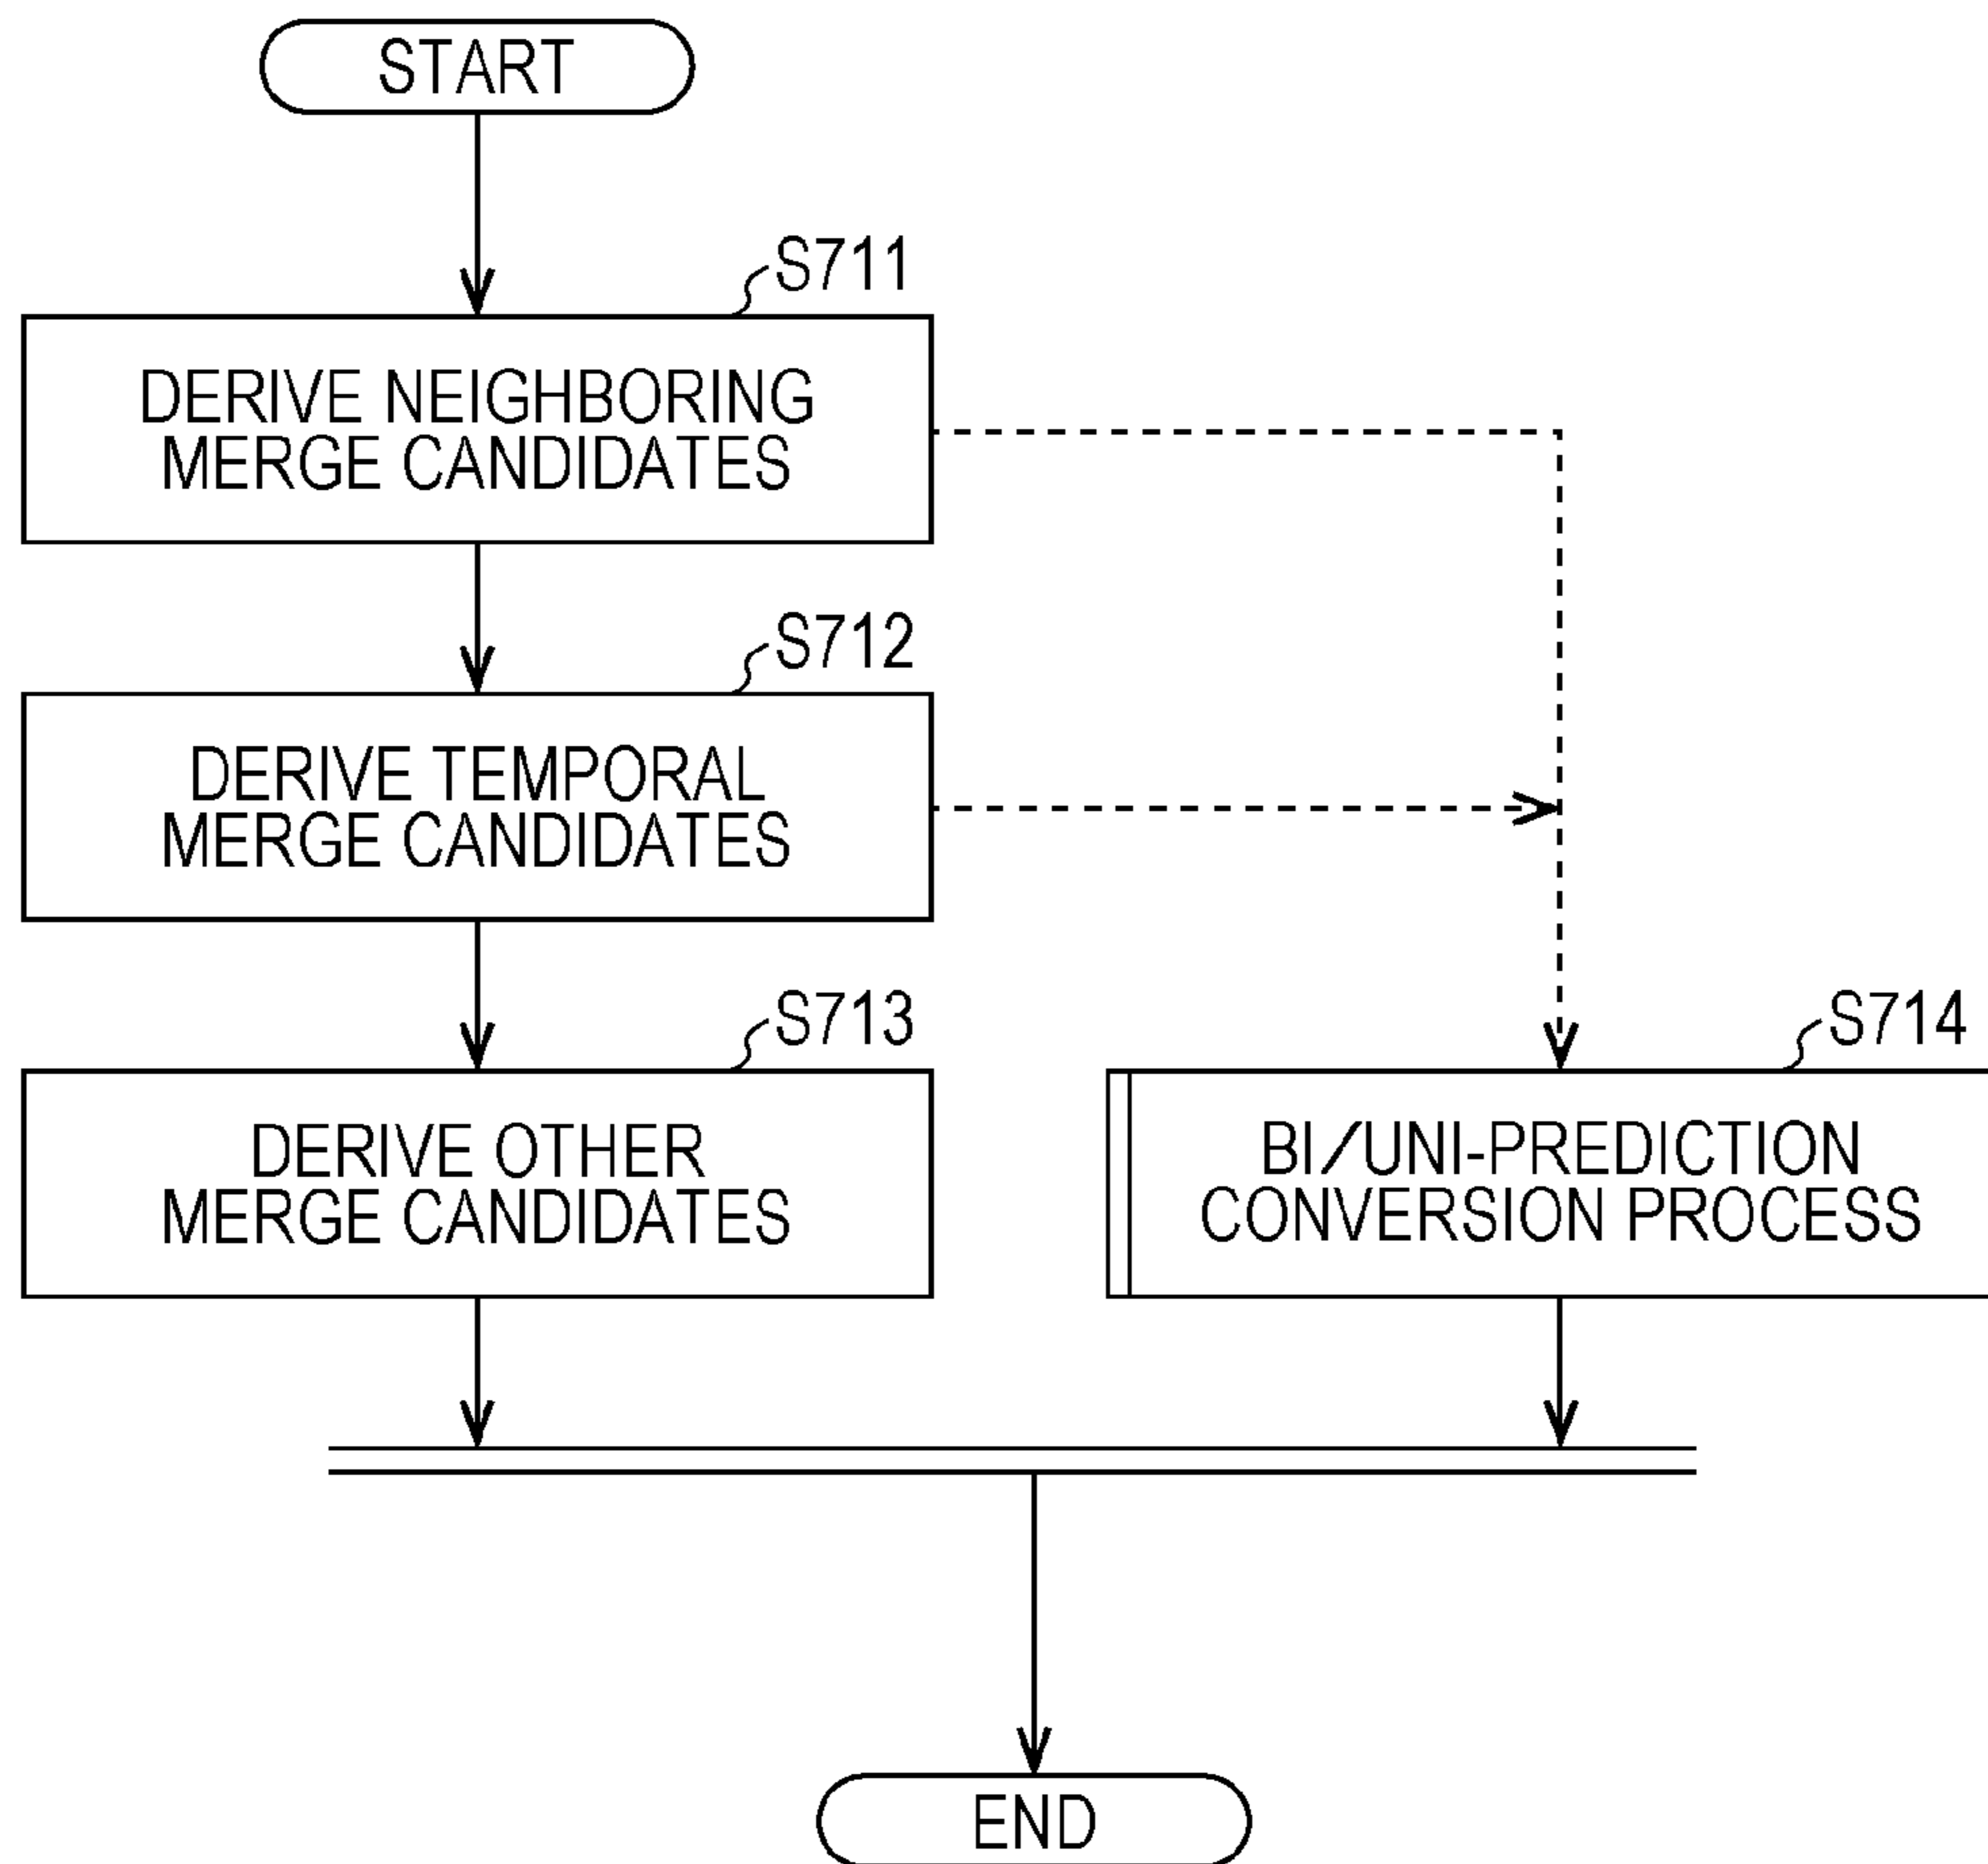 START
S711
DERIVE NEIGHBORING
MERGE CANDIDATES
S712
DERIVE TEMPORAL
MERGE CANDIDATES
S713
DERIVE OTHER
MERGE CANDIDATES
S714
BI/UNI-PREDICTION
CONVERSION PROCESS
END